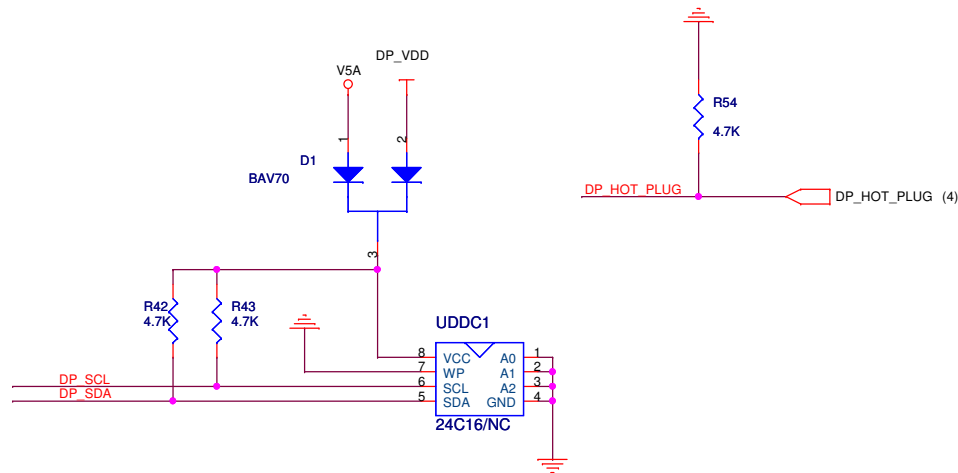 DP_VDD
V5A
1
2
D1
BAV70
3
R42
4.7K
R43
4.7K
UDDC1
8
7
6
5
VCC
WP
SCL
SDA
A0
A1
A2
GND
1
2
3
4
24C16/NC
DP_SCL
DP_SDA
R54
4.7K
DP_HOT_PLUG
DP_HOT_PLUG (4)